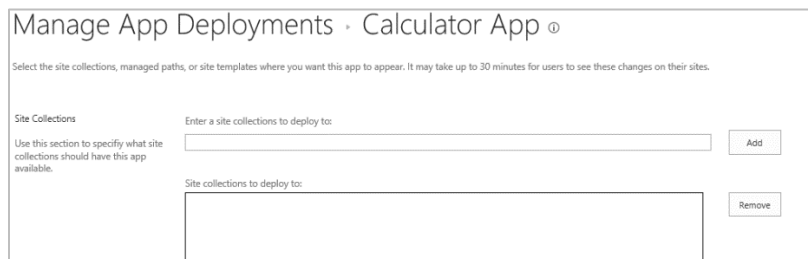 Manage App Deployments › Calculator App
Select the site collections, managed paths, or site templates where you want this app to appear. It may take up to 30 minutes for users to see these changes on their sites.
Site Collections
Use this section to specifiy what site
collections should have this app
available.
Enter a site collections to deploy to:
Add
Site collections to deploy to:
Remove